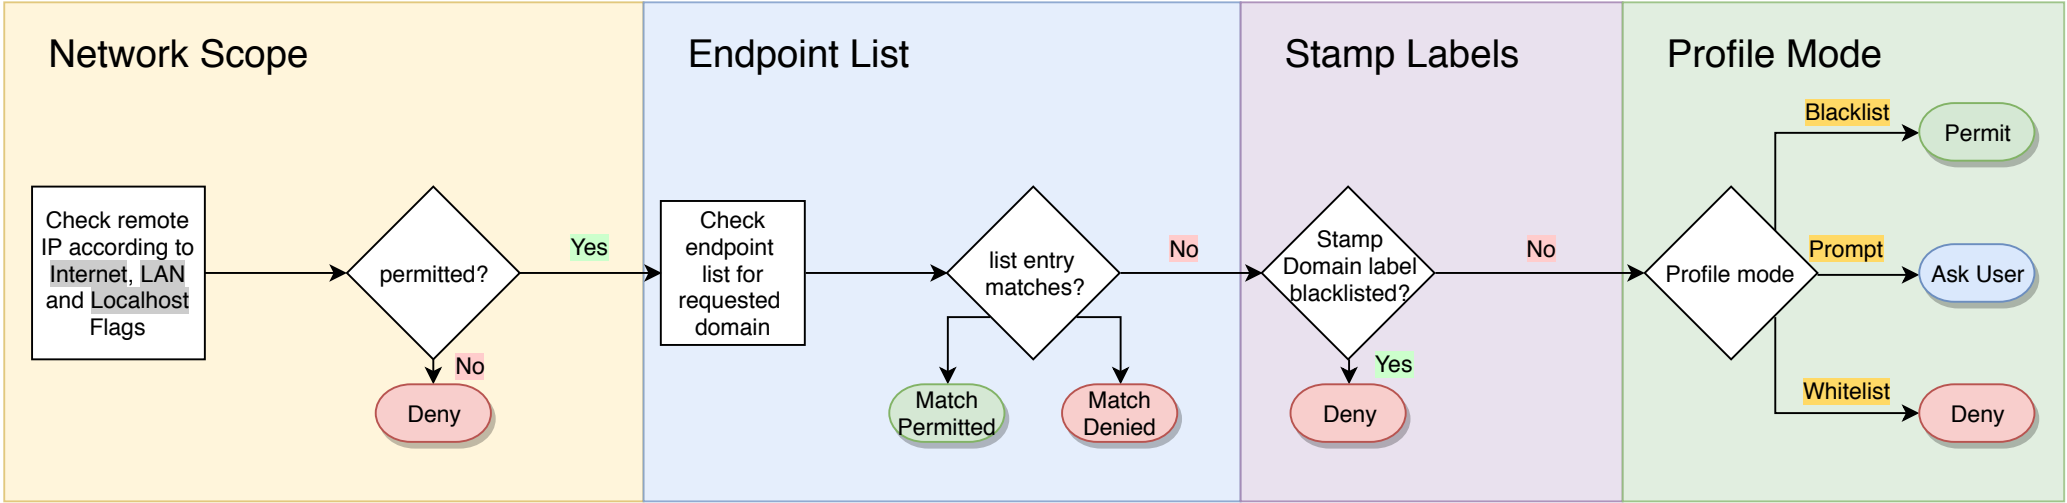 Network Scope
Check remote
IP according to
Internet, LAN
and Localhost
Flags
permitted?
Yes
No
Deny
Endpoint List
Check
endpoint
list for
requested
domain
list entry
matches?
No
Match
Permitted
Match
Denied
Stamp Labels
Stamp
Domain label
blacklisted?
No
Yes
Deny
Profile Mode
Profile mode
Blacklist
Permit
Prompt
Ask User
Whitelist
Deny